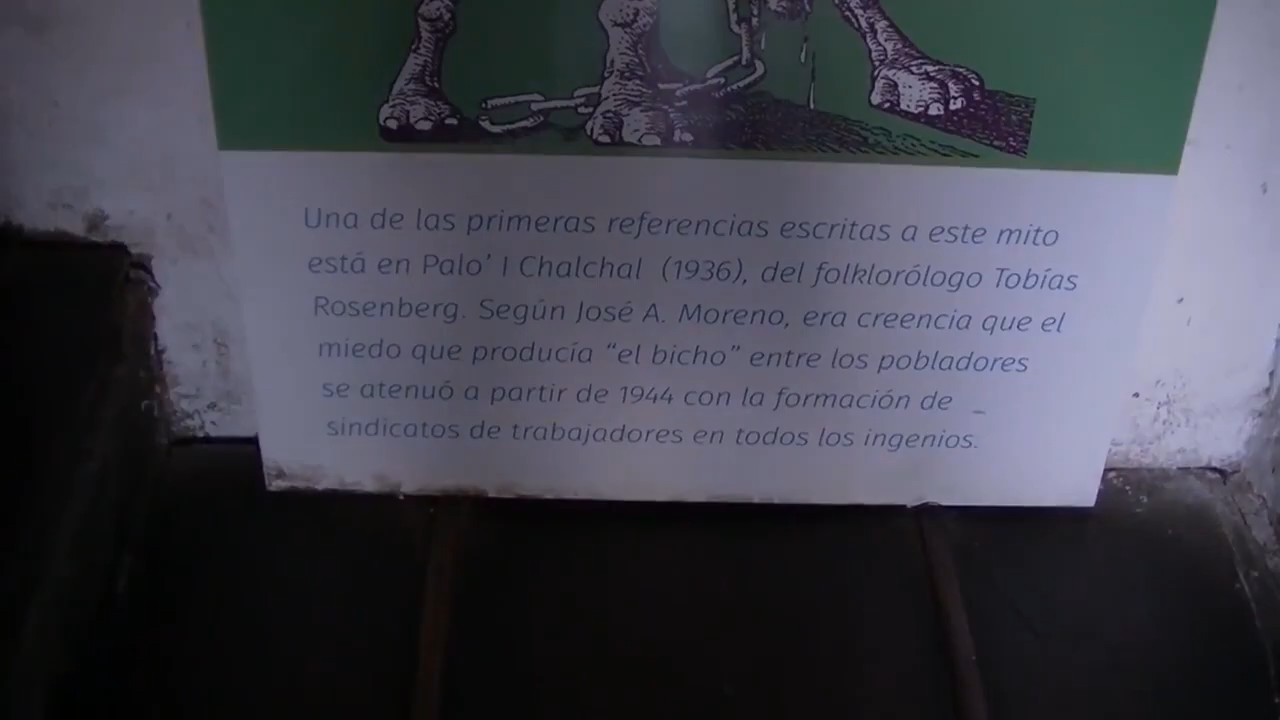 Una de las primeras referencias escritas a este mito
está en Palo' I Chalchal (1936), del folklorólogo Tobías
Rosenberg. Según José A. Moreno, era creencia que el
miedo que producía “el bicho” entre los pobladores
se atenuó a partir de 1944 con la formación de
sindicatos de trabajadores en todos los ingenios.